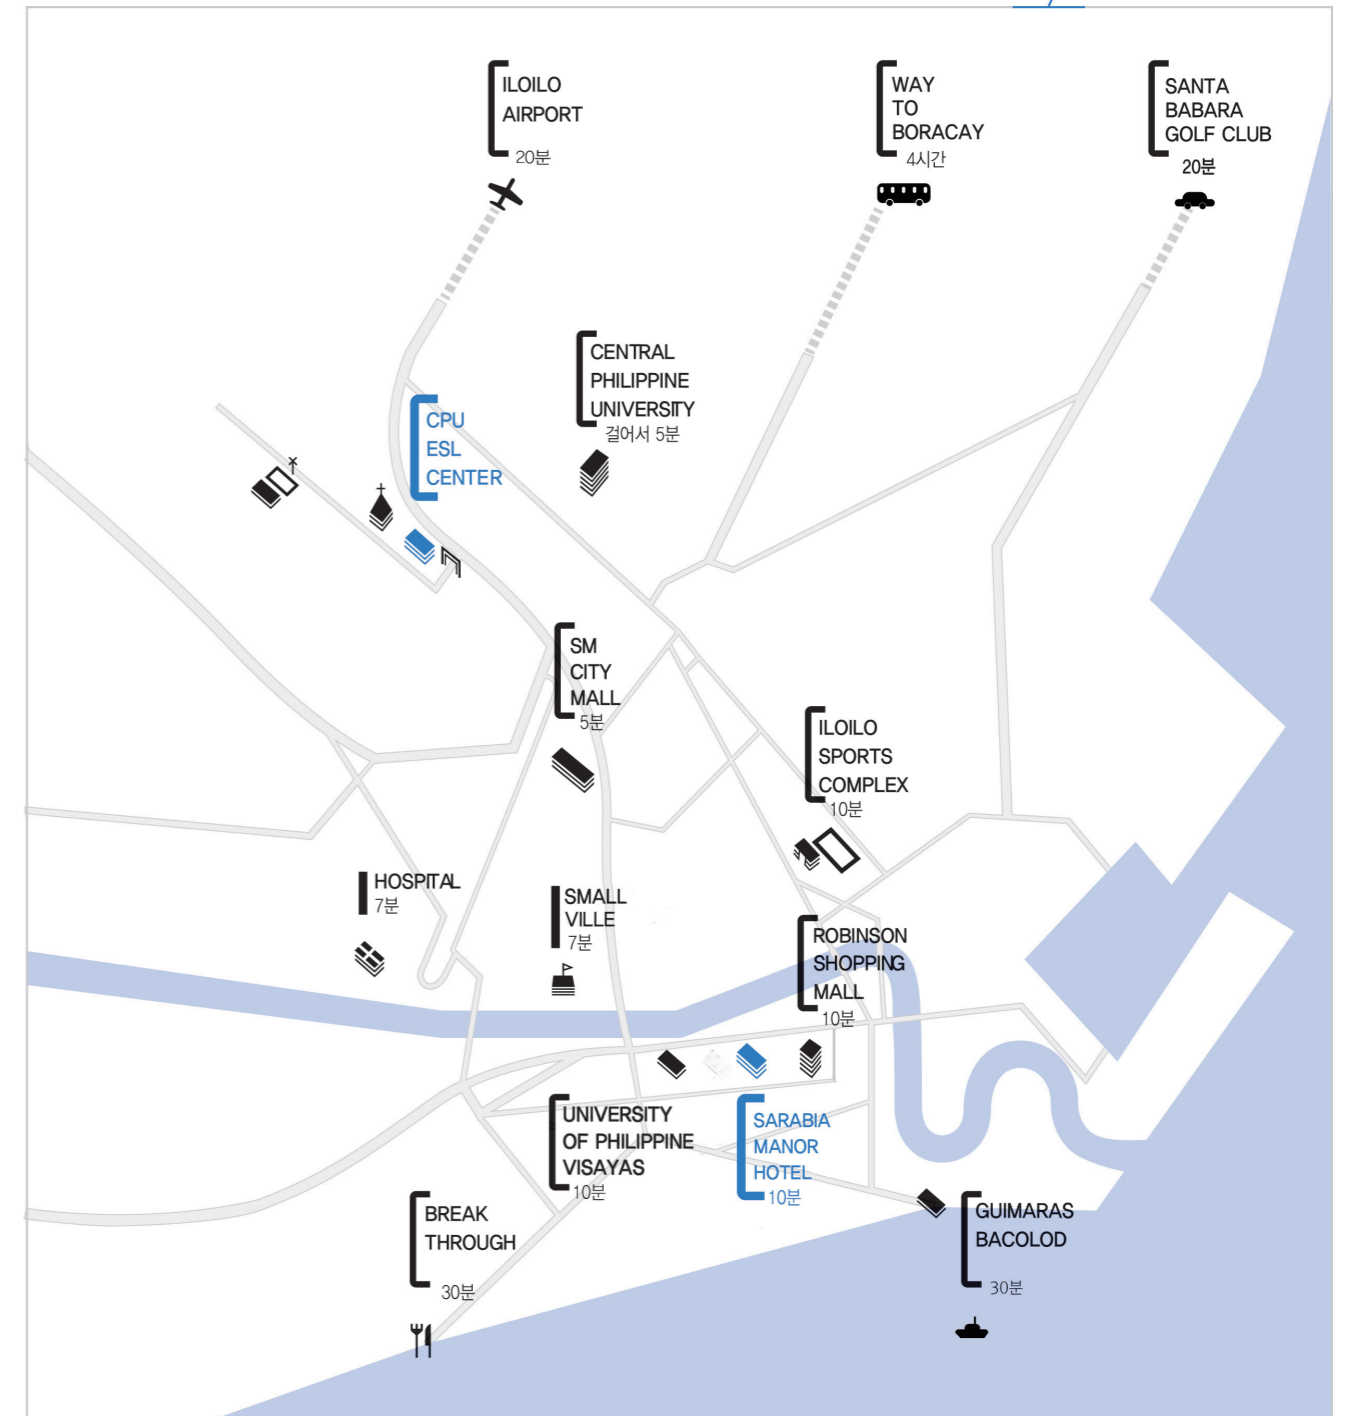 ILOILO
AIRPORT
20분
WAY
TO
BORACAY
4시간
SANTA
BABARA
GOLF CLUB
20분
CENTRAL
PHILIPPINE
UNIVERSITY
걸어서 5분
CPU
ESL
CENTER
SM
CITY
MALL
5분
ILOILO
SPORTS
COMPLEX
10분
HOSPITAL
7분
SMALL
VILLE
7분
ROBINSON
SHOPPING
MALL
10분
UNIVERSITY
OF PHILIPPINE
VISAYAS
10분
SARABIA
MANOR
HOTEL
10분
BREAK
THROUGH
30분
GUIMARAS
BACOLOD
30분